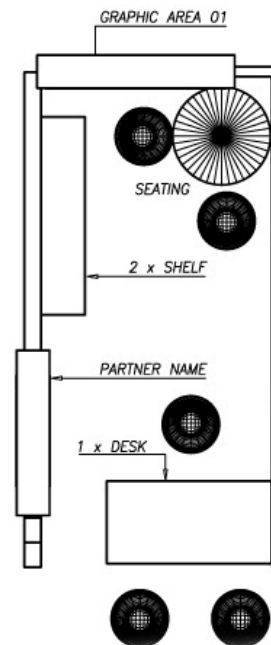 GRAPHIC AREA 01
SEATING
2 x SHELF
PARTNER NAME
1 x DESK